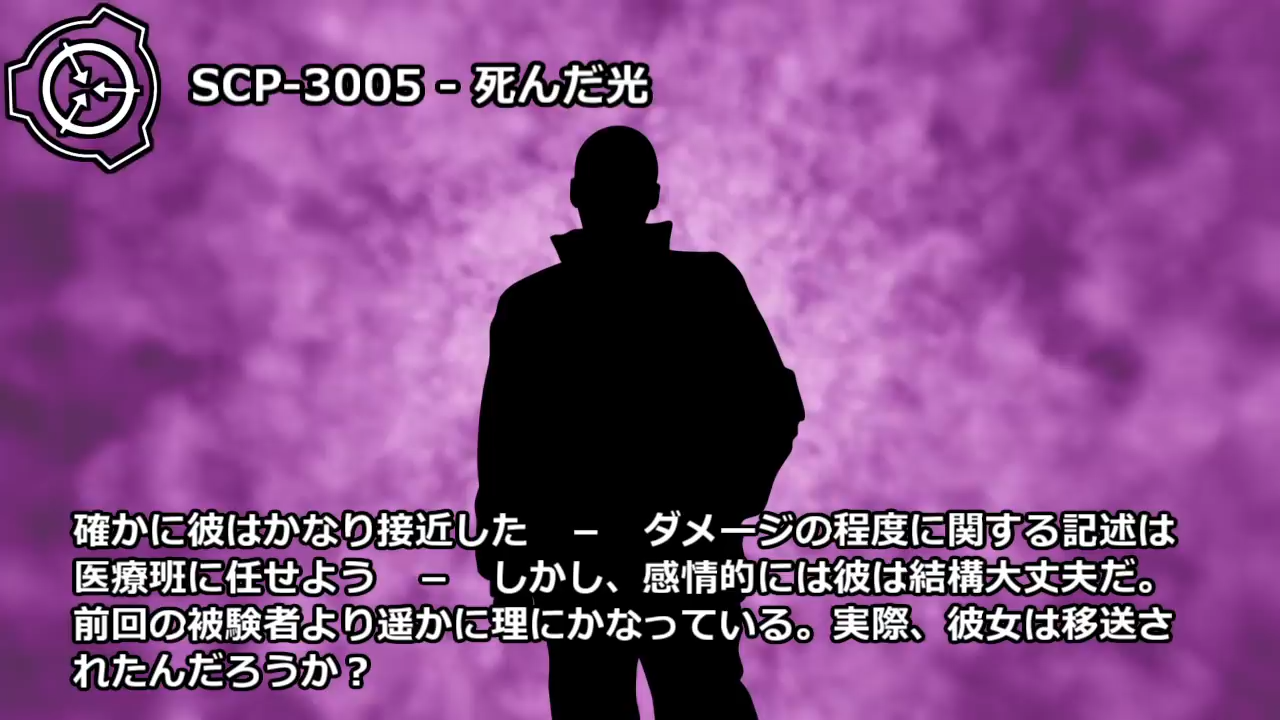 SCP-3005 – 死んだ光
確かに彼はかなり接近した　－　ダメージの程度に関する記述は
医療班に任せよう　－　しかし、感情的には彼は結構大丈夫だ。
前回の被験者より遥かに理にかなっている。実際、彼女は移送さ
れたんだろうか？